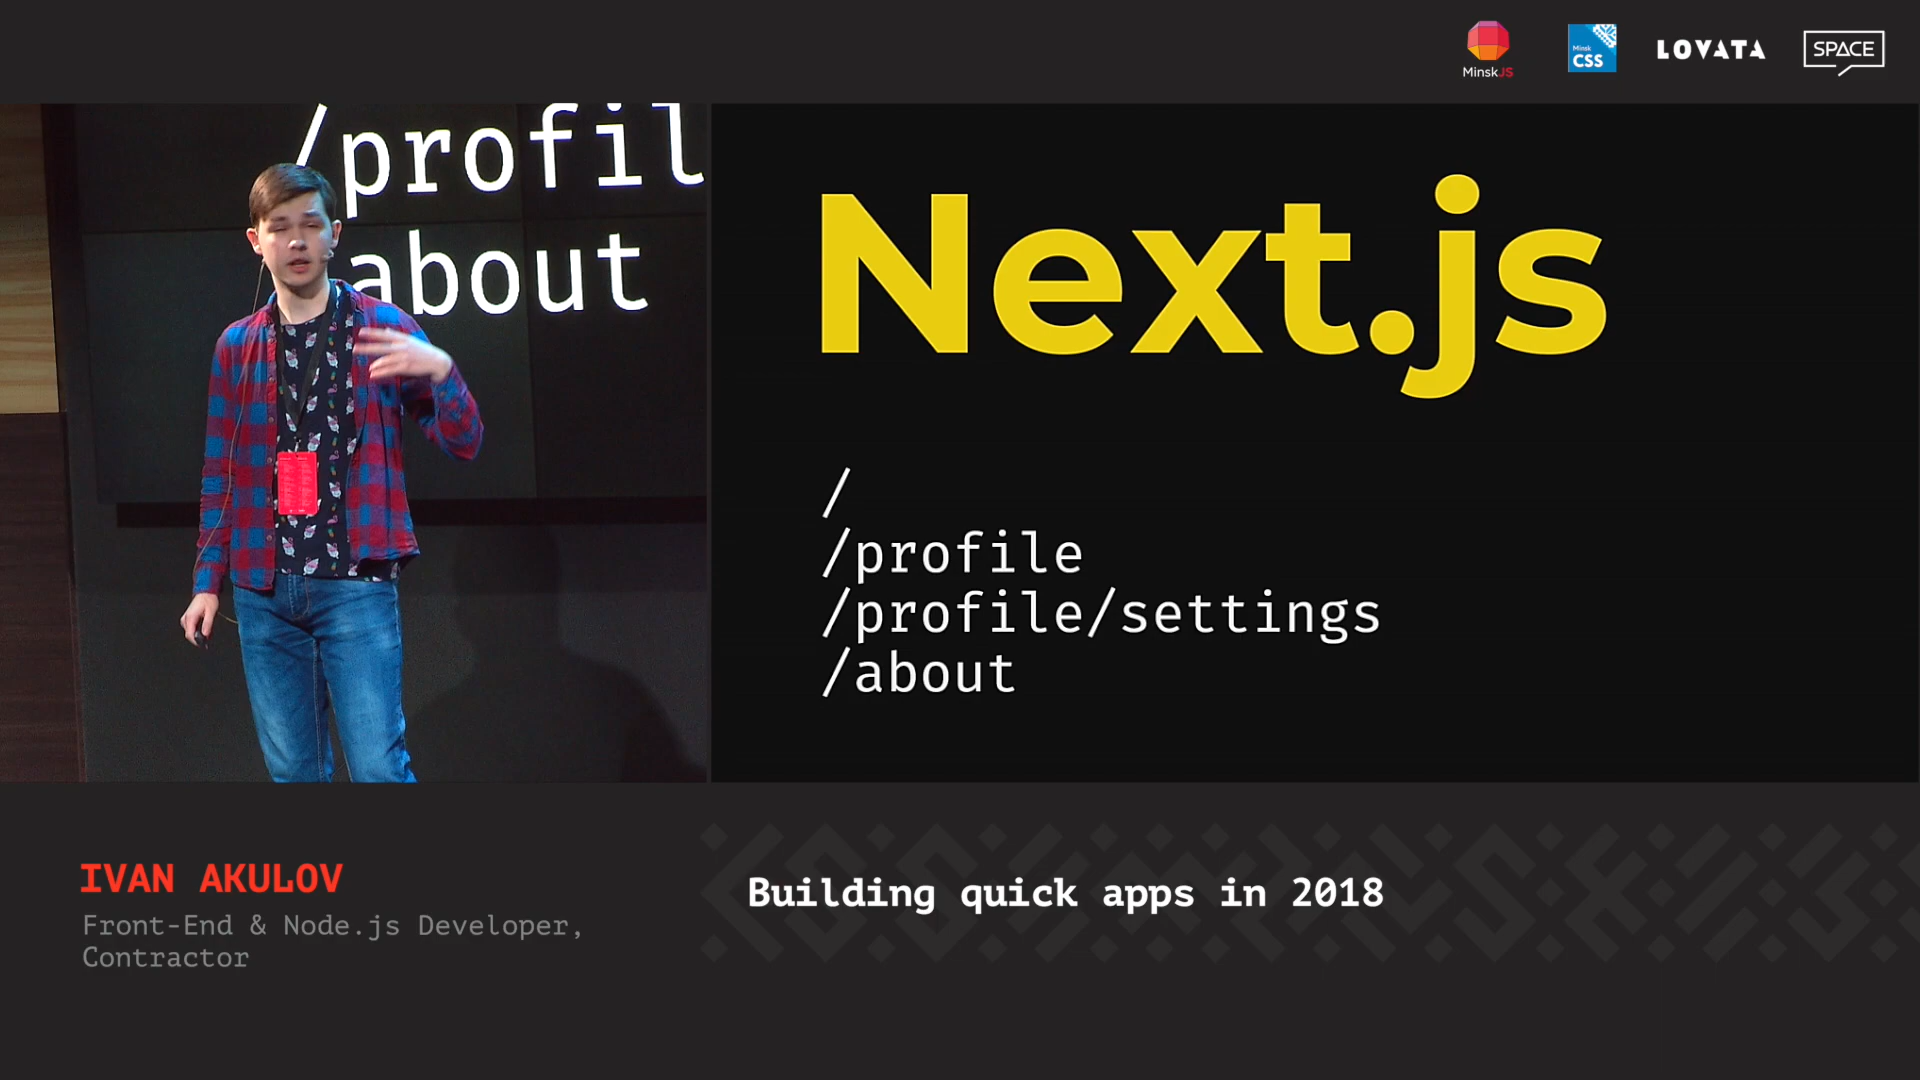 MinskJS
Minsk
CSS
LOVATA
SPACE
/profil
about
Next.js
/
/profile
/profile/settings
/about
IVAN AKULOV
Front-End & Node.js Developer,
Contractor
Building quick apps in 2018